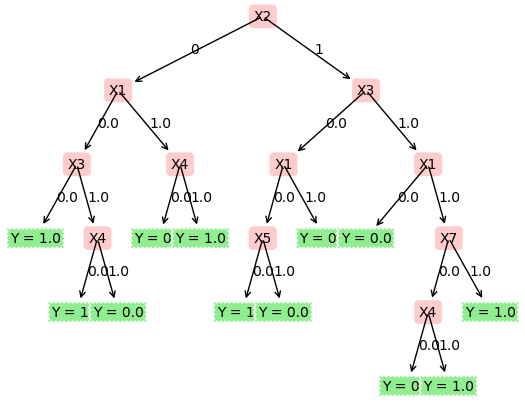 X2
0 1
X1 X3
0.0 1.0 0.0 1.0
X3 X4 X1 X1
0.0 1.0 0.0 1.0 0.0 1.0 0.0 1.0
Y = 1.0 X4 Y = 0 Y = 1.0 X5 Y = 0 Y = 0.0 X7
0.0 1.0 0.0 1.0 0.0 1.0
Y = 1 Y = 0.0 Y = 1 Y = 0.0 X4 Y = 1.0
0.0 1.0
Y = 0 Y = 1.0